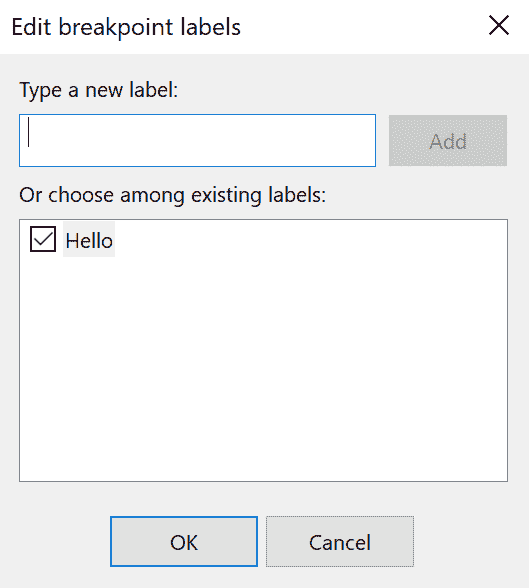 Edit breakpoint labels
Type a new label:
Add
Or choose among existing labels:
Hello
OK
Cancel